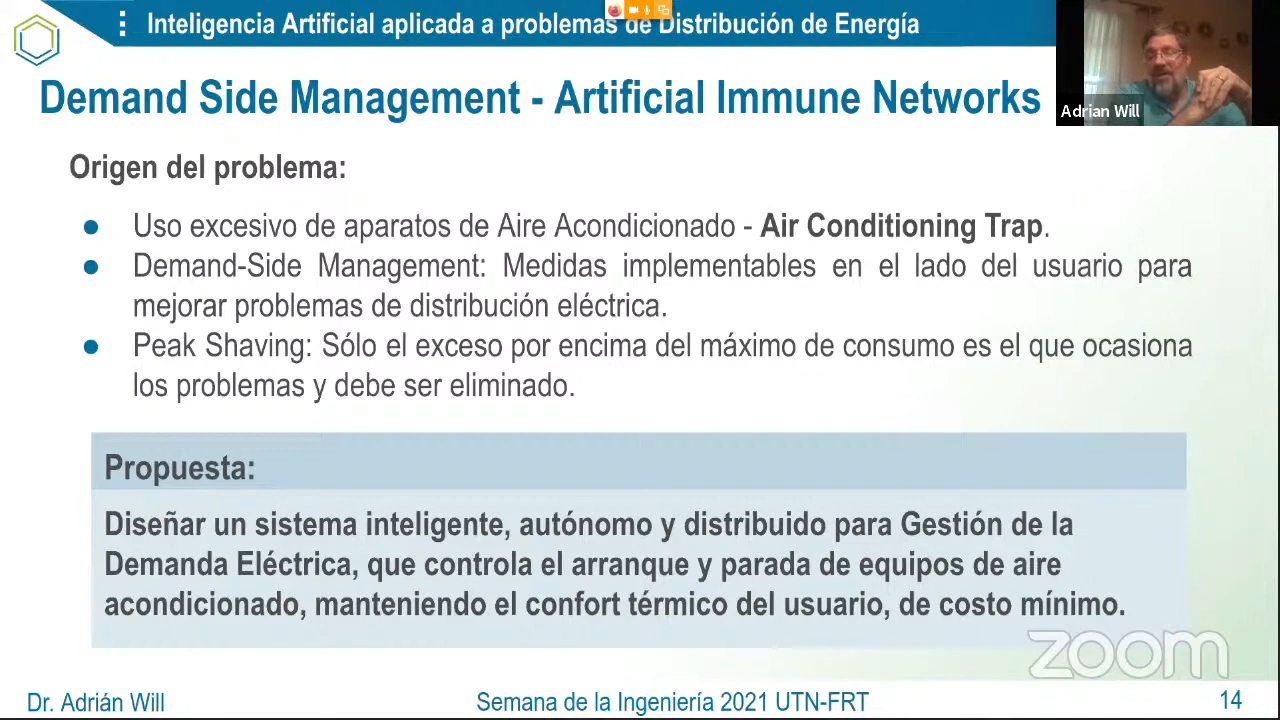 Inteligencia Artificial aplicada a problemas de Distribución de Energía
Demand Side Management - Artificial Immune Networks
Adrian Will
Origen del problema:
● Uso excesivo de aparatos de Aire Acondicionado - Air Conditioning Trap.
● Demand-Side Management: Medidas implementables en el lado del usuario para
mejorar problemas de distribución eléctrica.
● Peak Shaving: Sólo el exceso por encima del máximo de consumo es el que ocasiona
los problemas y debe ser eliminado.
Propuesta:
Diseñar un sistema inteligente, autónomo y distribuido para Gestión de la
Demanda Eléctrica, que controla el arranque y parada de equipos de aire
acondicionado, manteniendo el confort térmico del usuario, de costo mínimo.
zoom
Dr. Adrián Will
Semana de la Ingeniería 2021 UTN-FRT
14